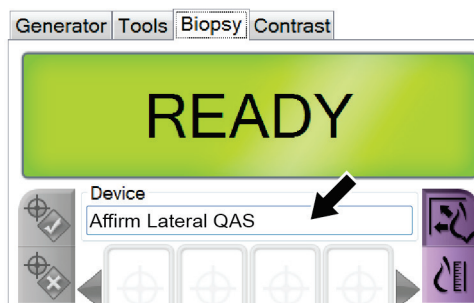 Generator Tools Biopsy Contrast
READY
Device
Affirm Lateral QAS